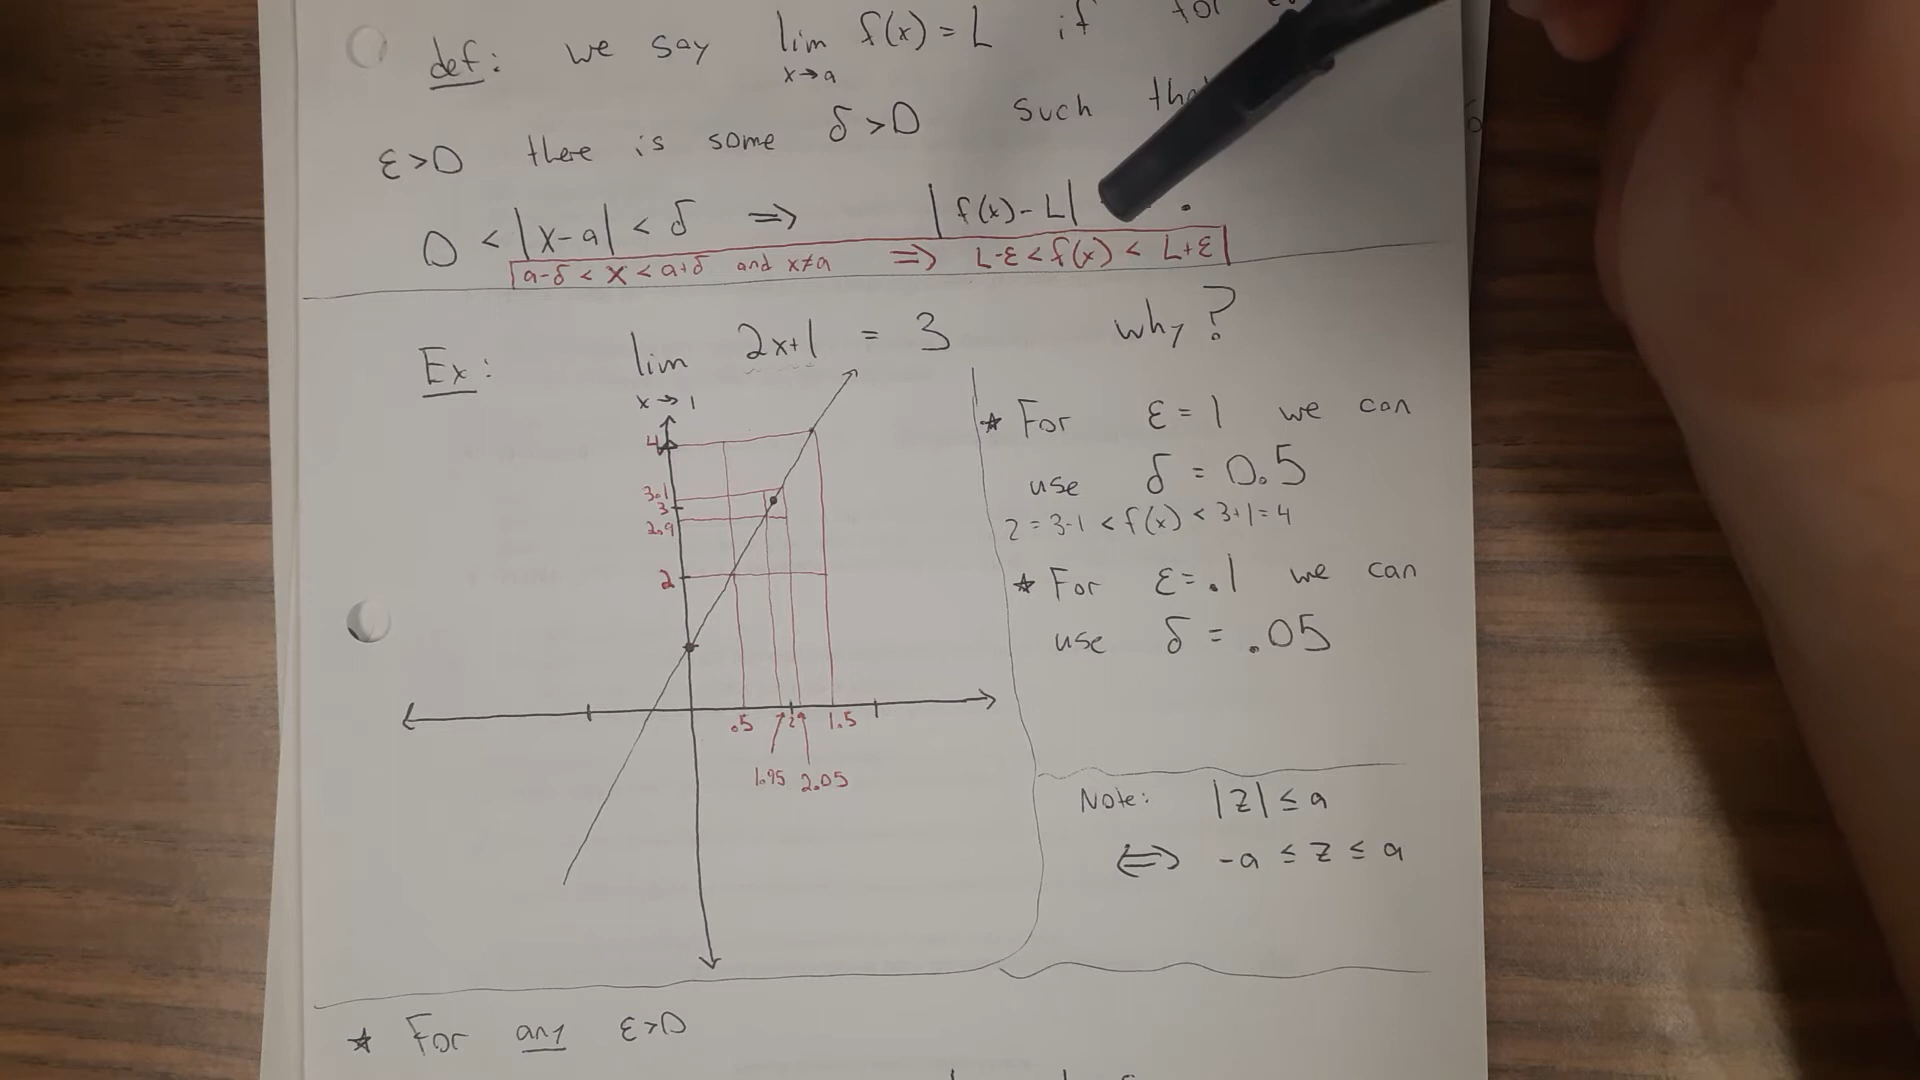 def: we say lim f(x) = L if for
x→a
ε>0 there is some δ>0 such
0 < |x-a| < δ ⇒ |f(x)-L| .
a-δ < x < a+δ and x≠a ⇒ L-ε < f(x) < L+ε
Ex: lim 2x+1 = 3 why?
x→1
4
3.1
3
2.9
2
.5
1.5
1.95 2.05
* For ε = 1 we can
use δ = 0.5
2 = 3-1 < f(x) < 3+1 = 4
* For ε = .1 we can
use δ = .05
Note: |z| ≤ a
⇔ -a ≤ z ≤ a
* For any ε>0